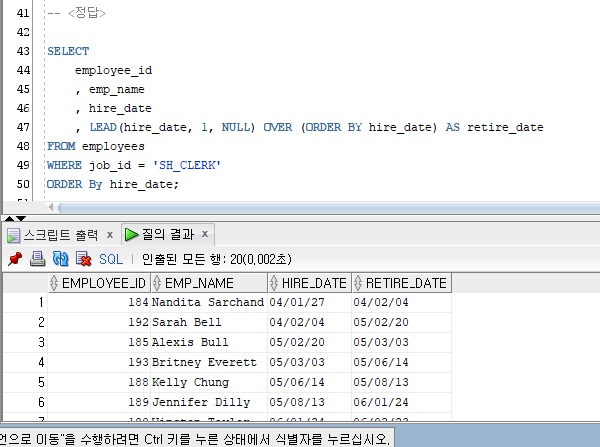 41 -- <정답>
42
43 SELECT
44 employee_id
45 , emp_name
46 , hire_date
47 , LEAD(hire_date, 1, NULL) OVER (ORDER BY hire_date) AS retire_date
48 FROM employees
49 WHERE job_id = 'SH_CLERK'
50 ORDER By hire_date;
스크립트 출력 x 질의 결과 x
SQL | 인출된 모든 행: 20(0,002초)
EMPLOYEE_ID EMP_NAME HIRE_DATE RETIRE_DATE
1 184 Nandita Sarchand 04/01/27 04/02/04
2 192 Sarah Bell 04/02/04 05/02/20
3 185 Alexis Bull 05/02/20 05/03/03
4 193 Britney Everett 05/03/03 05/06/14
5 188 Kelly Chung 05/06/14 05/08/13
6 189 Jennifer Dilly 05/08/13 06/01/24
언으로 이동"을 수행하려면 Ctrl 키를 누른 상태에서 식별자를 누르십시오,